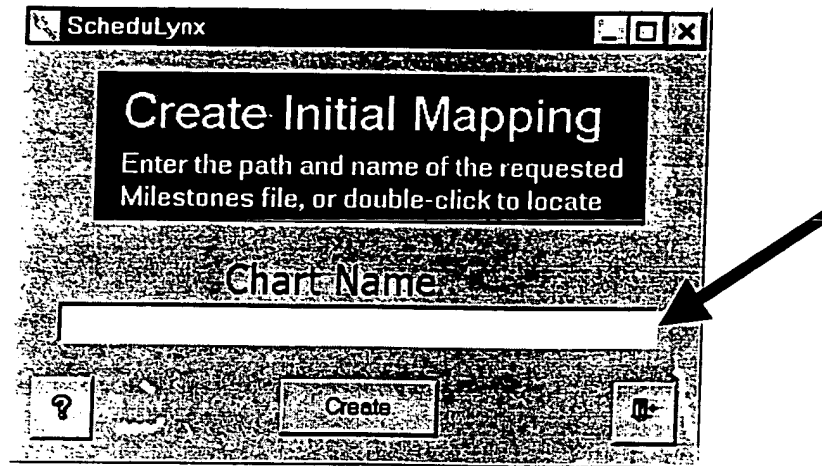 ScheduLynx
Create Initial Mapping
Enter the path and name of the requested
Milestones file, or double-click to locate
Chart Name
?
Create